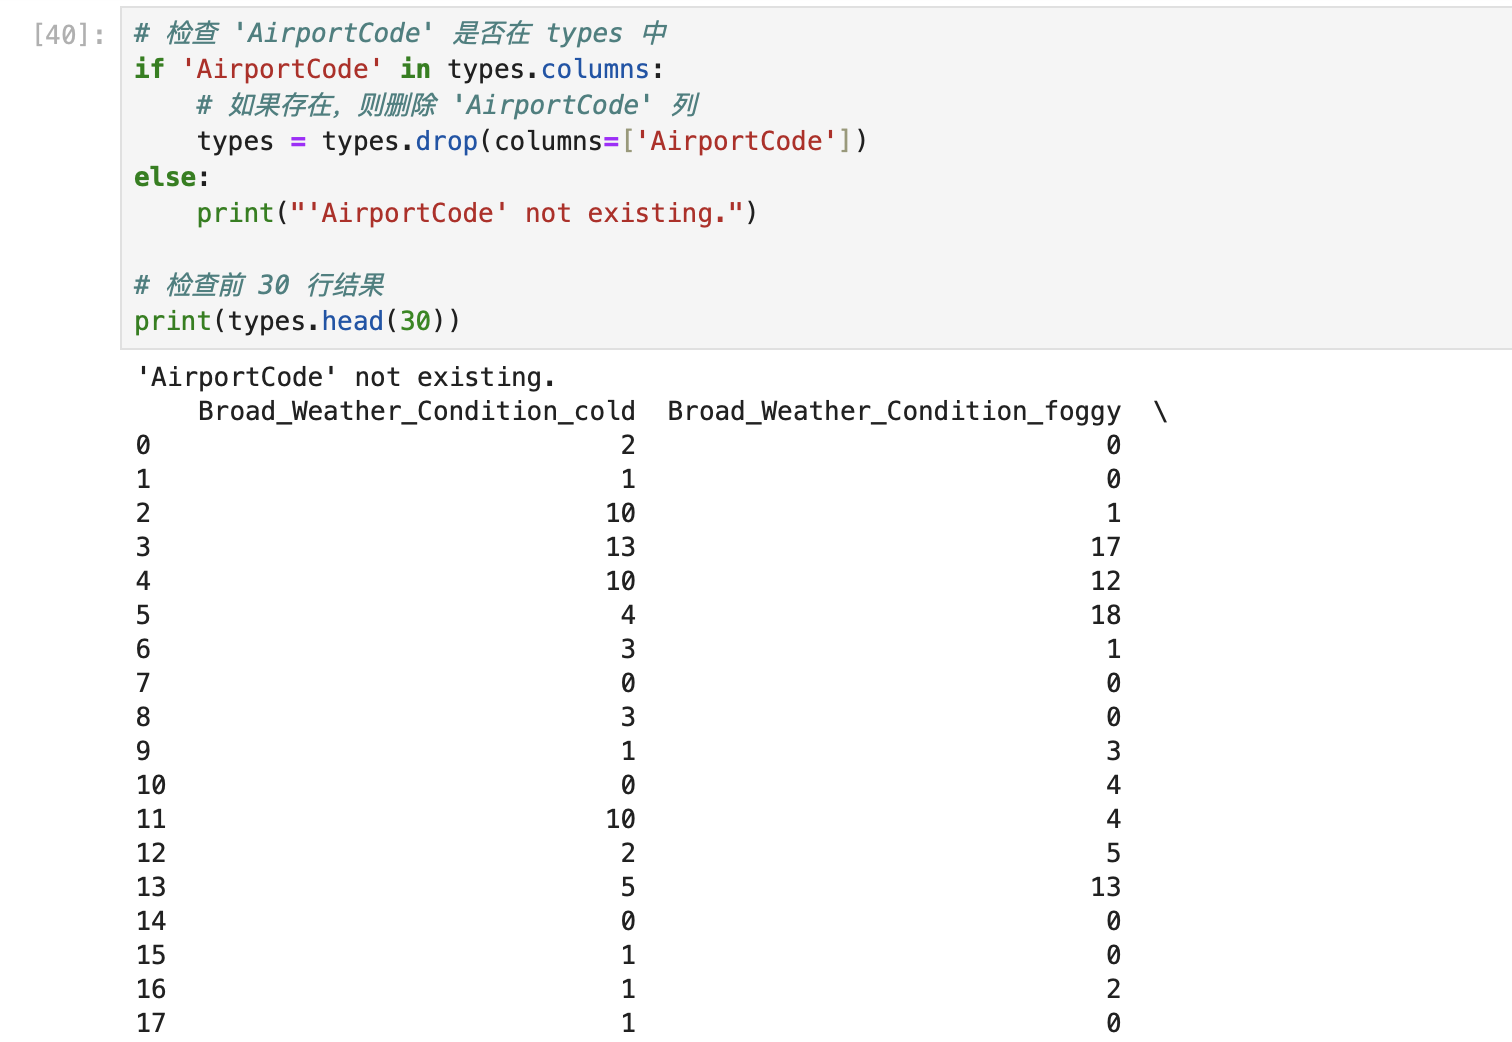 [40]: # 检查 'AirportCode' 是否在 types 中
if 'AirportCode' in types.columns:
    # 如果存在，则删除 'AirportCode' 列
    types = types.drop(columns=['AirportCode'])
else:
    print("'AirportCode' not existing.")

# 检查前 30 行结果
print(types.head(30))
'AirportCode' not existing.
    Broad_Weather_Condition_cold  Broad_Weather_Condition_foggy  \
0                              2                              0
1                              1                              0
2                             10                              1
3                             13                             17
4                             10                             12
5                              4                             18
6                              3                              1
7                              0                              0
8                              3                              0
9                              1                              3
10                             0                              4
11                            10                              4
12                             2                              5
13                             5                             13
14                             0                              0
15                             1                              0
16                             1                              2
17                             1                              0